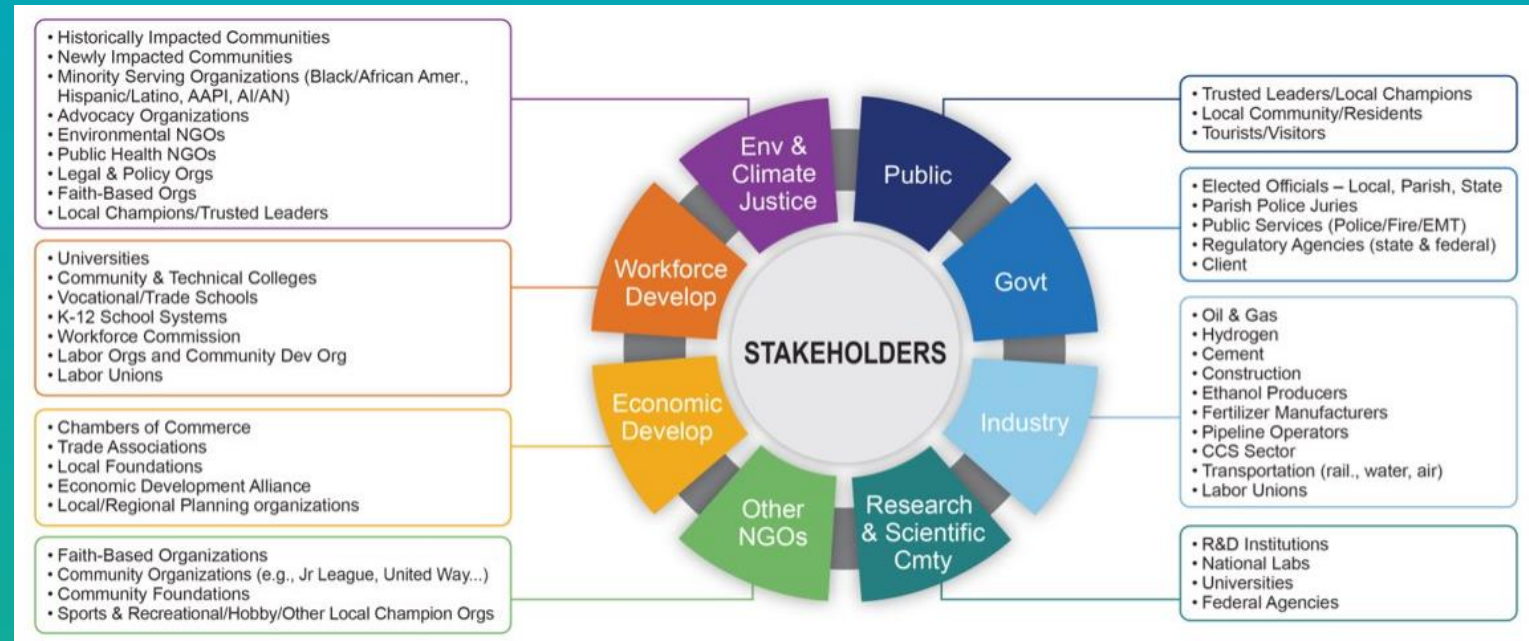 • Historically Impacted Communities
• Newly Impacted Communities
• Minority Serving Organizations (Black/African Amer.,
Hispanic/Latino, AAPI, AI/AN)
• Advocacy Organizations
• Environmental NGOs
• Public Health NGOs
• Legal & Policy Orgs
• Faith-Based Orgs
• Local Champions/Trusted Leaders
• Universities
• Community & Technical Colleges
• Vocational/Trade Schools
• K-12 School Systems
• Workforce Commission
• Labor Orgs and Community Dev Org
• Labor Unions
• Chambers of Commerce
• Trade Associations
• Local Foundations
• Economic Development Alliance
• Local/Regional Planning organizations
• Faith-Based Organizations
• Community Organizations (e.g., Jr League, United Way...)
• Community Foundations
• Sports & Recreational/Hobby/Other Local Champion Orgs
Env &
Climate
Justice
Public
Workforce
Develop
Govt
STAKEHOLDERS
Economic
Develop
Industry
Other
NGOs
Research
& Scientific
Cmty
• Trusted Leaders/Local Champions
• Local Community/Residents
• Tourists/Visitors
• Elected Officials – Local, Parish, State
• Parish Police Juries
• Public Services (Police/Fire/EMT)
• Regulatory Agencies (state & federal)
• Client
• Oil & Gas
• Hydrogen
• Cement
• Construction
• Ethanol Producers
• Fertilizer Manufacturers
• Pipeline Operators
• CCS Sector
• Transportation (rail., water, air)
• Labor Unions
• R&D Institutions
• National Labs
• Universities
• Federal Agencies